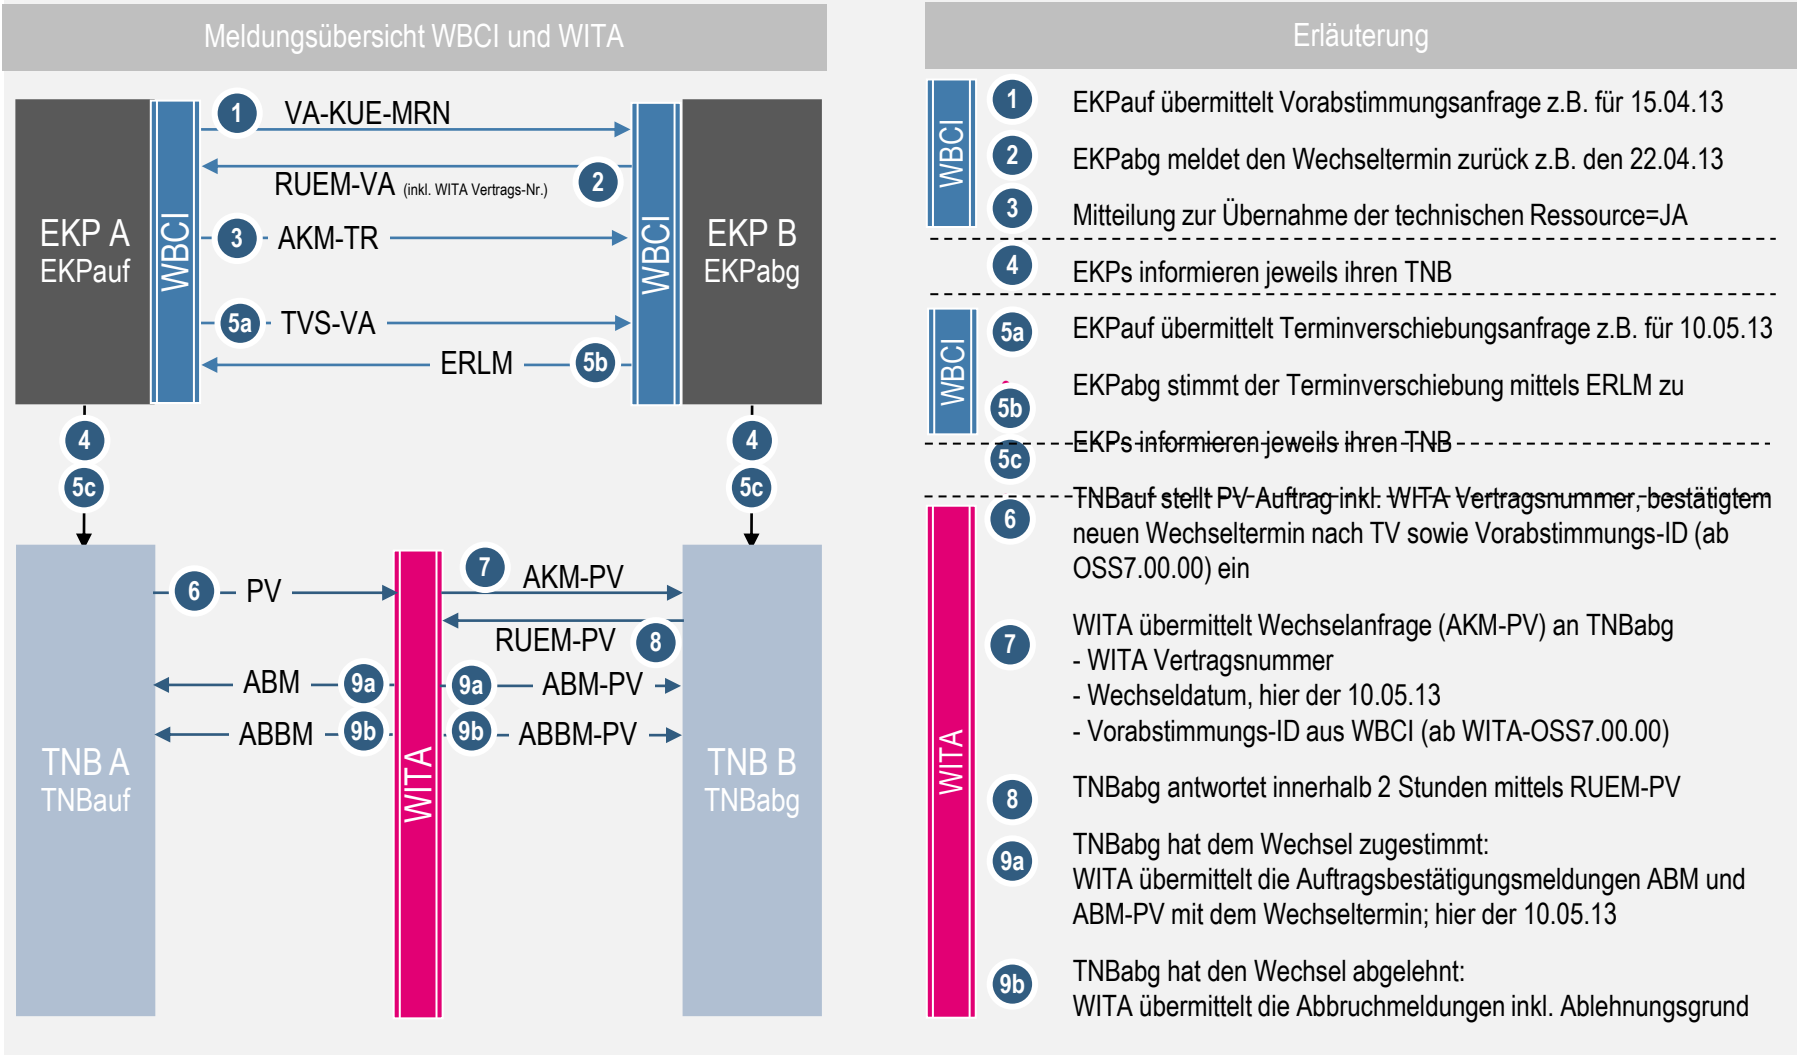 Meldungsübersicht WBCI und WITA
1
VA-KUE-MRN
RUEM-VA (inkl. WITA Vertrags-Nr.)
2
EKP A
EKPauf
WBCI
3
AKM-TR
WBCI
EKP B
EKPabg
5a
TVS-VA
ERLM
5b
4
4
5c
5c
6
PV
7
AKM-PV
RUEM-PV
8
ABM
9a
9a
ABM-PV
ABBM
9b
9b
ABBM-PV
TNB A
TNBauf
WITA
TNB B
TNBabg
Erläuterung
WBCI
1
EKPauf übermittelt Vorabstimmungsanfrage z.B. für 15.04.13
2
EKPabg meldet den Wechseltermin zurück z.B. den 22.04.13
3
Mitteilung zur Übernahme der technischen Ressource=JA
4
EKPs informieren jeweils ihren TNB
WBCI
5a
EKPauf übermittelt Terminverschiebungsanfrage z.B. für 10.05.13
5b
EKPabg stimmt der Terminverschiebung mittels ERLM zu
5c
EKPs informieren jeweils ihren TNB
WITA
6
TNBauf stellt PV Auftrag inkl. WITA Vertragsnummer, bestätigtem
neuen Wechseltermin nach TV sowie Vorabstimmungs-ID (ab
OSS7.00.00) ein
7
WITA übermittelt Wechselanfrage (AKM-PV) an TNBabg
- WITA Vertragsnummer
- Wechseldatum, hier der 10.05.13
- Vorabstimmungs-ID aus WBCI (ab WITA-OSS7.00.00)
8
TNBabg antwortet innerhalb 2 Stunden mittels RUEM-PV
9a
TNBabg hat dem Wechsel zugestimmt:
WITA übermittelt die Auftragsbestätigungsmeldungen ABM und
ABM-PV mit dem Wechseltermin; hier der 10.05.13
9b
TNBabg hat den Wechsel abgelehnt:
WITA übermittelt die Abbruchmeldungen inkl. Ablehnungsgrund